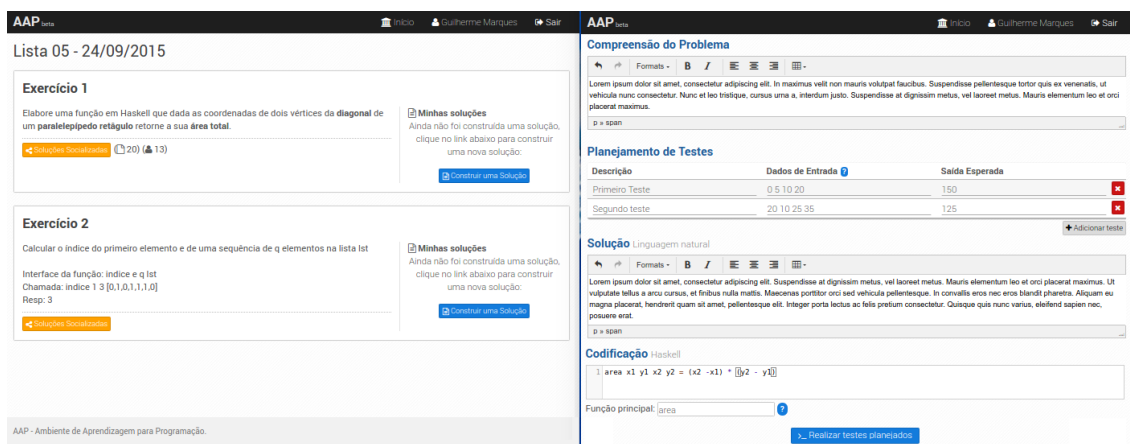 AAP beta
Início
Guilherme Marques
Sair
Lista 05 - 24/09/2015
Exercício 1
Elabore uma função em Haskell que dada as coordenadas de dois vértices da diagonal de
um paralelepípedo retágulo retorne a sua área total.
Soluções Socializadas ( 20) ( 13)
Minhas soluções
Ainda não foi construída uma solução,
clique no link abaixo para construir
uma nova solução:
Construir uma Solução
Exercício 2
Calcular o índice do primeiro elemento e de uma sequência de q elementos na lista lst
Interface da função: indice e q lst
Chamada: indice 1 3 [0,1,0,1,1,1,0]
Resp: 3
Soluções Socializadas
Minhas soluções
Ainda não foi construída uma solução,
clique no link abaixo para construir
uma nova solução:
Construir uma Solução
AAP - Ambiente de Aprendizagem para Programação.
AAP beta
Início
Guilherme Marques
Sair
Compreensão do Problema
Formats B I
Lorem ipsum dolor sit amet, consectetur adipiscing elit. In maximus velit non mauris volutpat faucibus. Suspendisse pellentesque tortor quis ex venenatis, ut
vehicula nunc consectetur. Nunc et leo tristique, cursus urna a, interdum justo. Suspendisse at dignissim metus, vel laoreet metus. Mauris elementum leo et orci
placerat maximus.
p » span
Planejamento de Testes
Descrição Dados de Entrada ? Saída Esperada
Primeiro Teste 0 5 10 20 150
Segundo teste 20 10 25 35 125
Adicionar teste
Solução Linguagem natural
Formats B I
Lorem ipsum dolor sit amet, consectetur adipiscing elit. Suspendisse at dignissim metus, vel laoreet metus. Mauris elementum leo et orci placerat maximus. Ut
vulputate tellus a arcu cursus, et finibus nulla mattis. Maecenas porttitor orci sed vehicula pellentesque. In convallis eros nec eros blandit pharetra. Aliquam eu
magna placerat, hendrerit quam sit amet, pellentesque elit. Integer porta lectus ac felis pretium consectetur. Quisque quis nunc varius, eleifend sapien nec,
posuere erat.
p » span
Codificação Haskell
1 area x1 y1 x2 y2 = (x2 -x1) * (y2 - y1)
Função principal: area ?
>_ Realizar testes planejados